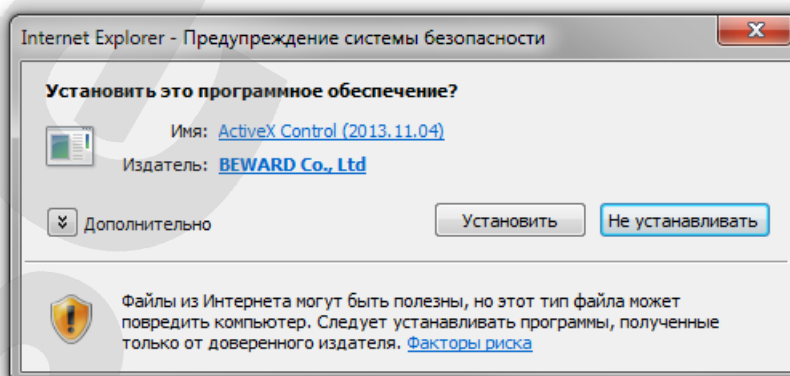 Internet Explorer - Предупреждение системы безопасности
Установить это программное обеспечение?
Имя: ActiveX Control (2013.11.04)
Издатель: BEWARD Co., Ltd
Дополнительно Установить Не устанавливать
Файлы из Интернета могут быть полезны, но этот тип файла может
повредить компьютер. Следует устанавливать программы, полученные
только от доверенного издателя. Факторы риска